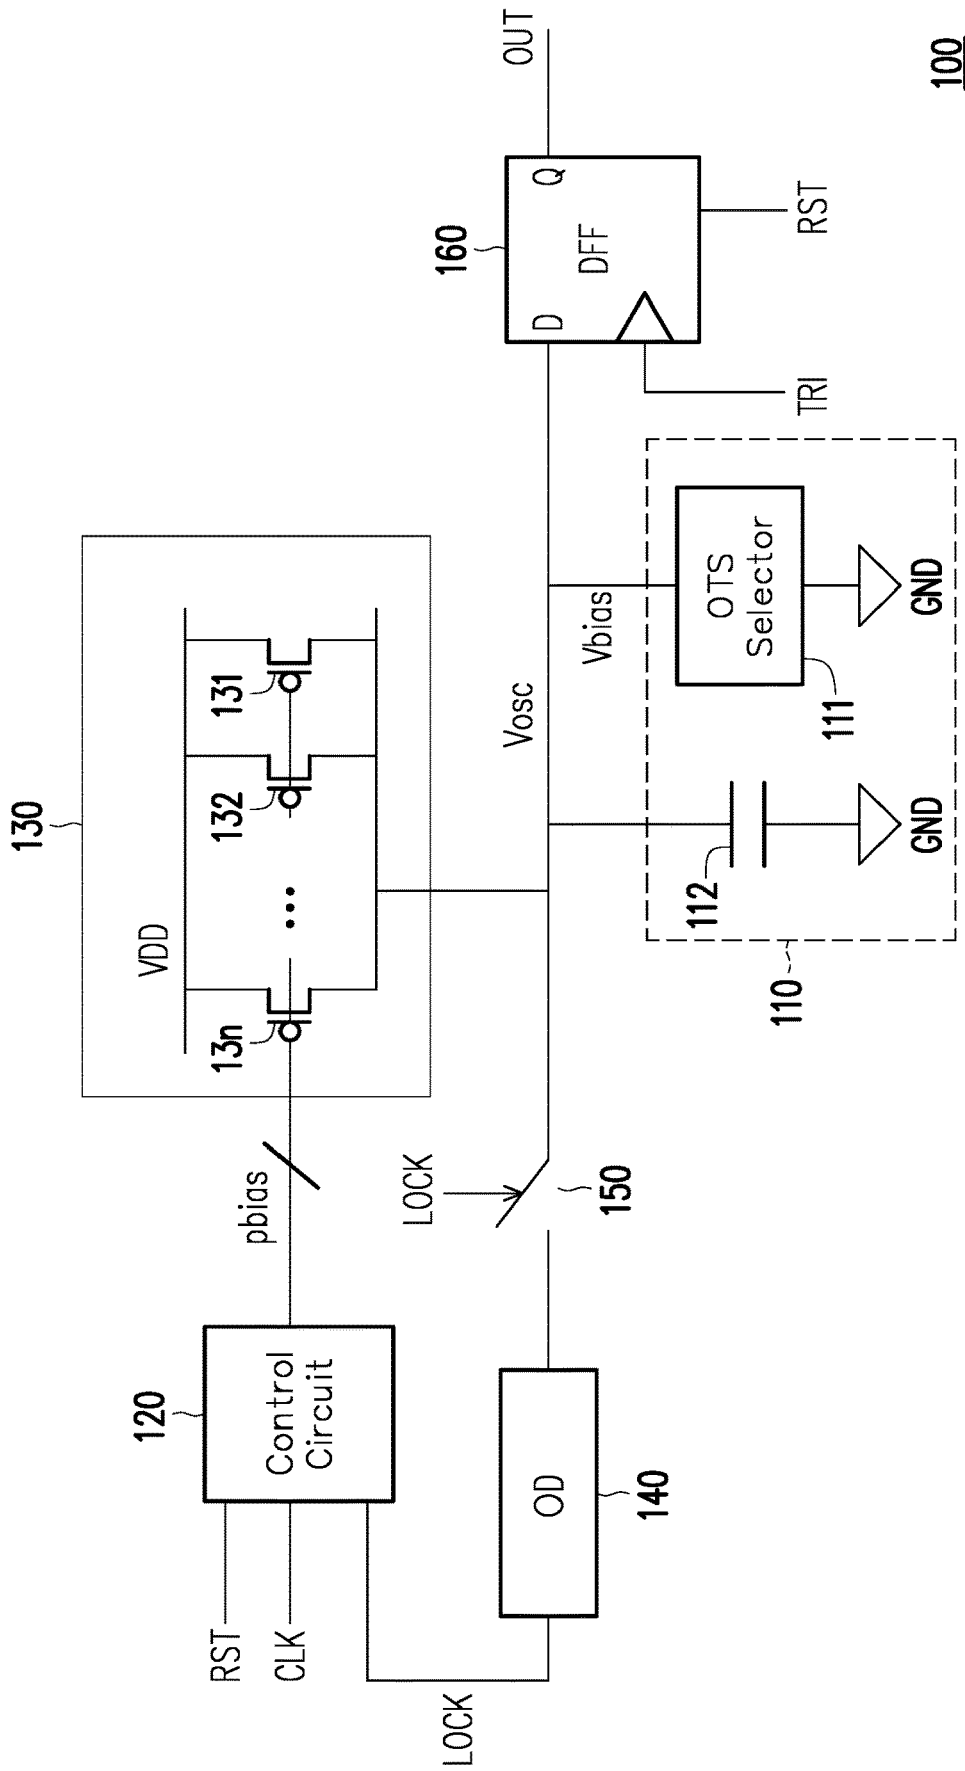 100
130
VDD
13n
132
131
pbias
120
Control
Circuit
RST
CLK
LOCK
LOCK
150
OD
140
Vosc
Vbias
160
D
Q
DFF
OUT
TRI
RST
110
112
GND
OTS
Selector
111
GND